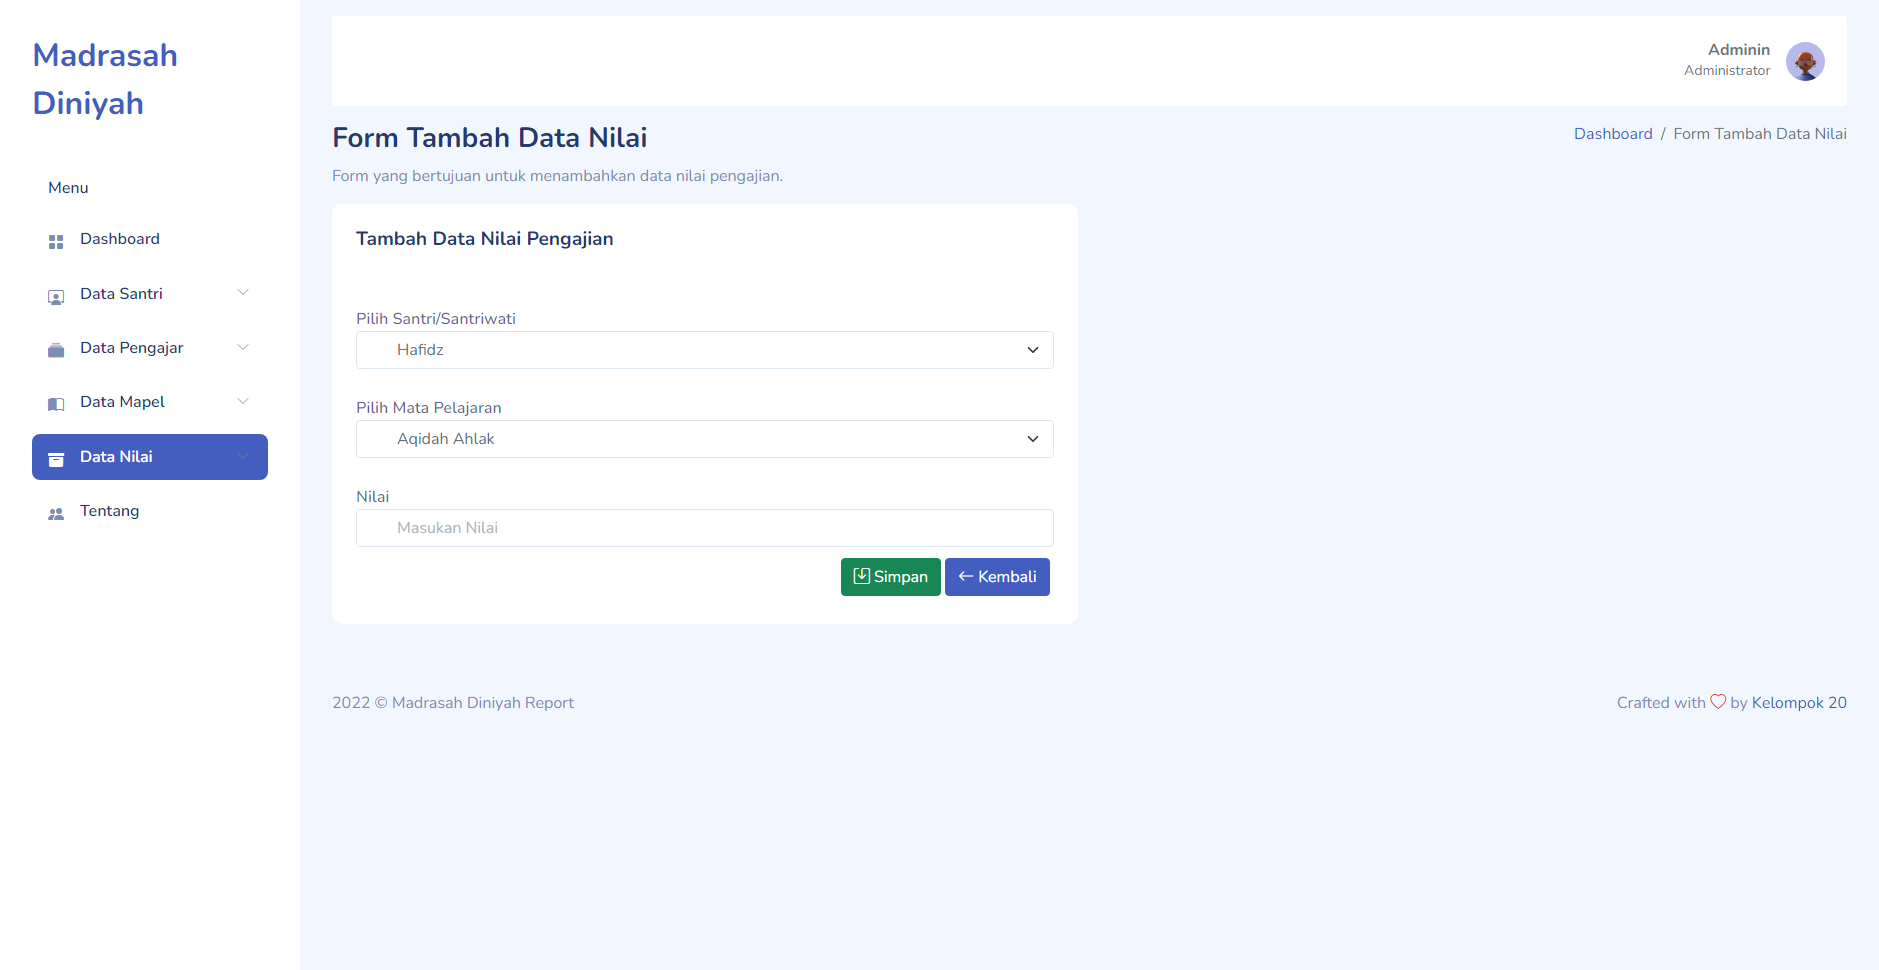 Madrasah
Diniyah
Menu
Dashboard
Data Santri
Data Pengajar
Data Mapel
Data Nilai
Tentang
Adminin
Administrator
Form Tambah Data Nilai
Dashboard / Form Tambah Data Nilai
Form yang bertujuan untuk menambahkan data nilai pengajian.
Tambah Data Nilai Pengajian
Pilih Santri/Santriwati
Hafidz
Pilih Mata Pelajaran
Aqidah Ahlak
Nilai
Masukan Nilai
Simpan Kembali
2022 © Madrasah Diniyah Report
Crafted with ♡ by Kelompok 20